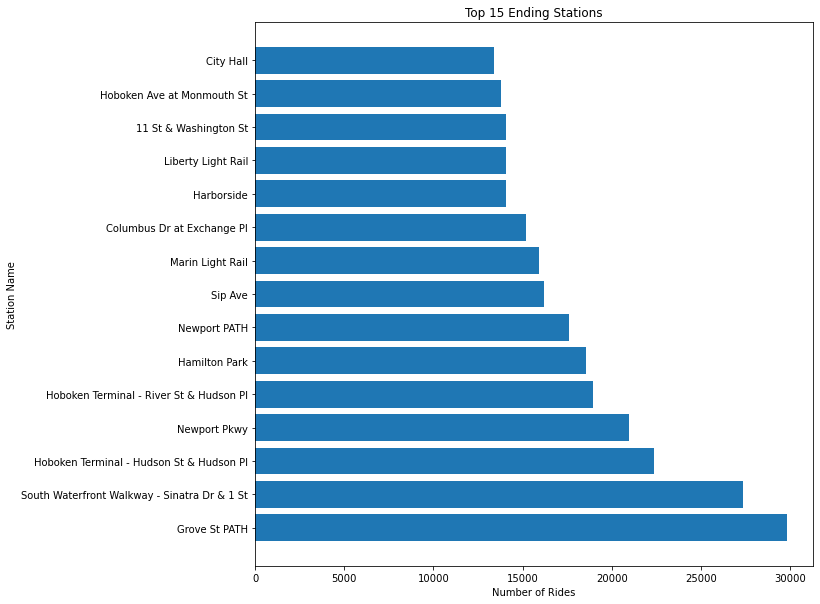 Top 15 Ending Stations
Station Name
City Hall
Hoboken Ave at Monmouth St
11 St & Washington St
Liberty Light Rail
Harborside
Columbus Dr at Exchange Pl
Marin Light Rail
Sip Ave
Newport PATH
Hamilton Park
Hoboken Terminal - River St & Hudson Pl
Newport Pkwy
Hoboken Terminal - Hudson St & Hudson Pl
South Waterfront Walkway - Sinatra Dr & 1 St
Grove St PATH
0 5000 10000 15000 20000 25000 30000
Number of Rides